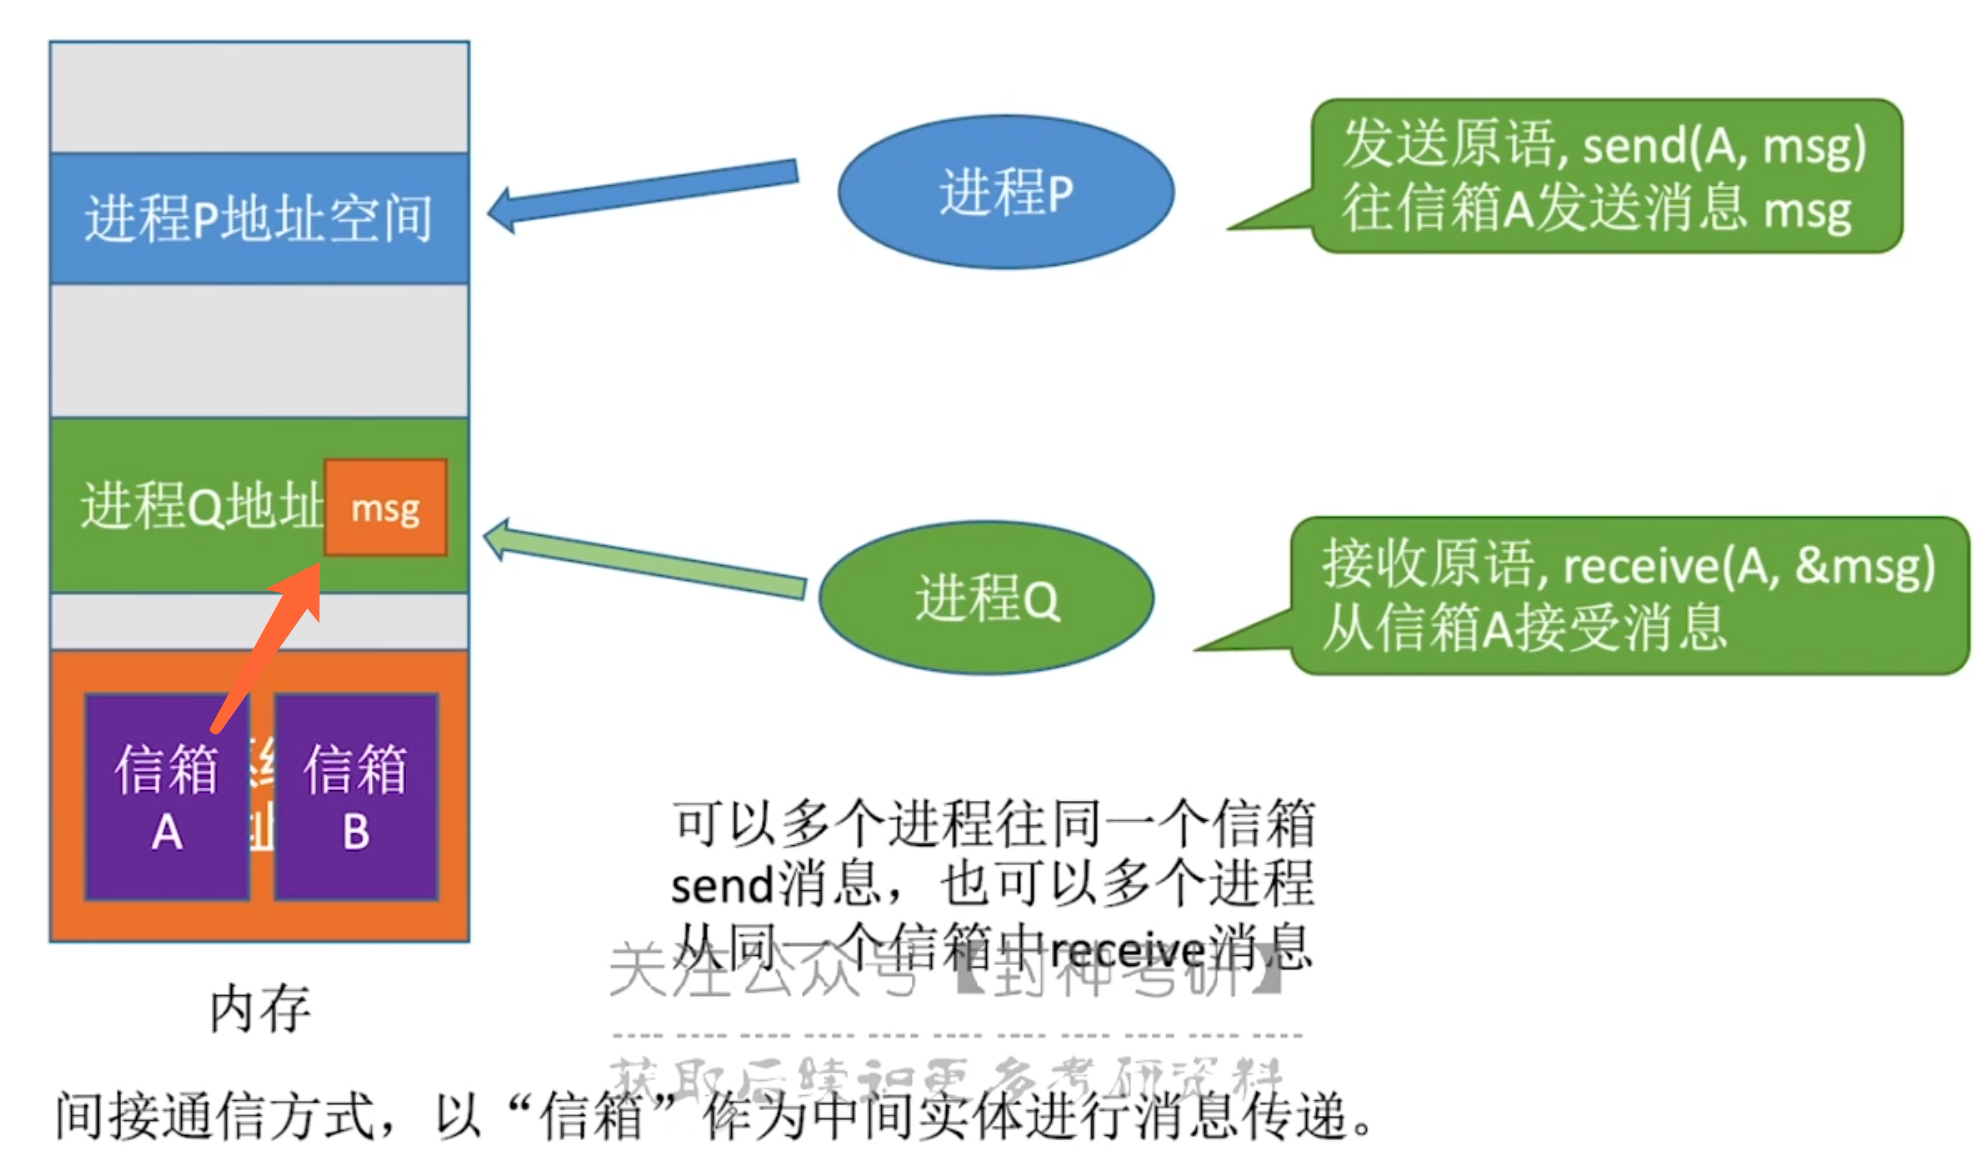 进程P地址空间
进程P
发送原语, send(A, msg)
往信箱A发送消息 msg
进程Q地址
msg
进程Q
接收原语, receive(A, &msg)
从信箱A接受消息
信箱
A
信箱
B
可以多个进程往同一个信箱
send消息，也可以多个进程
从同一个信箱中receive消息
关注公众号【封神考研】
内存
获取后续和更多考研资料
间接通信方式，以“信箱”作为中间实体进行消息传递。